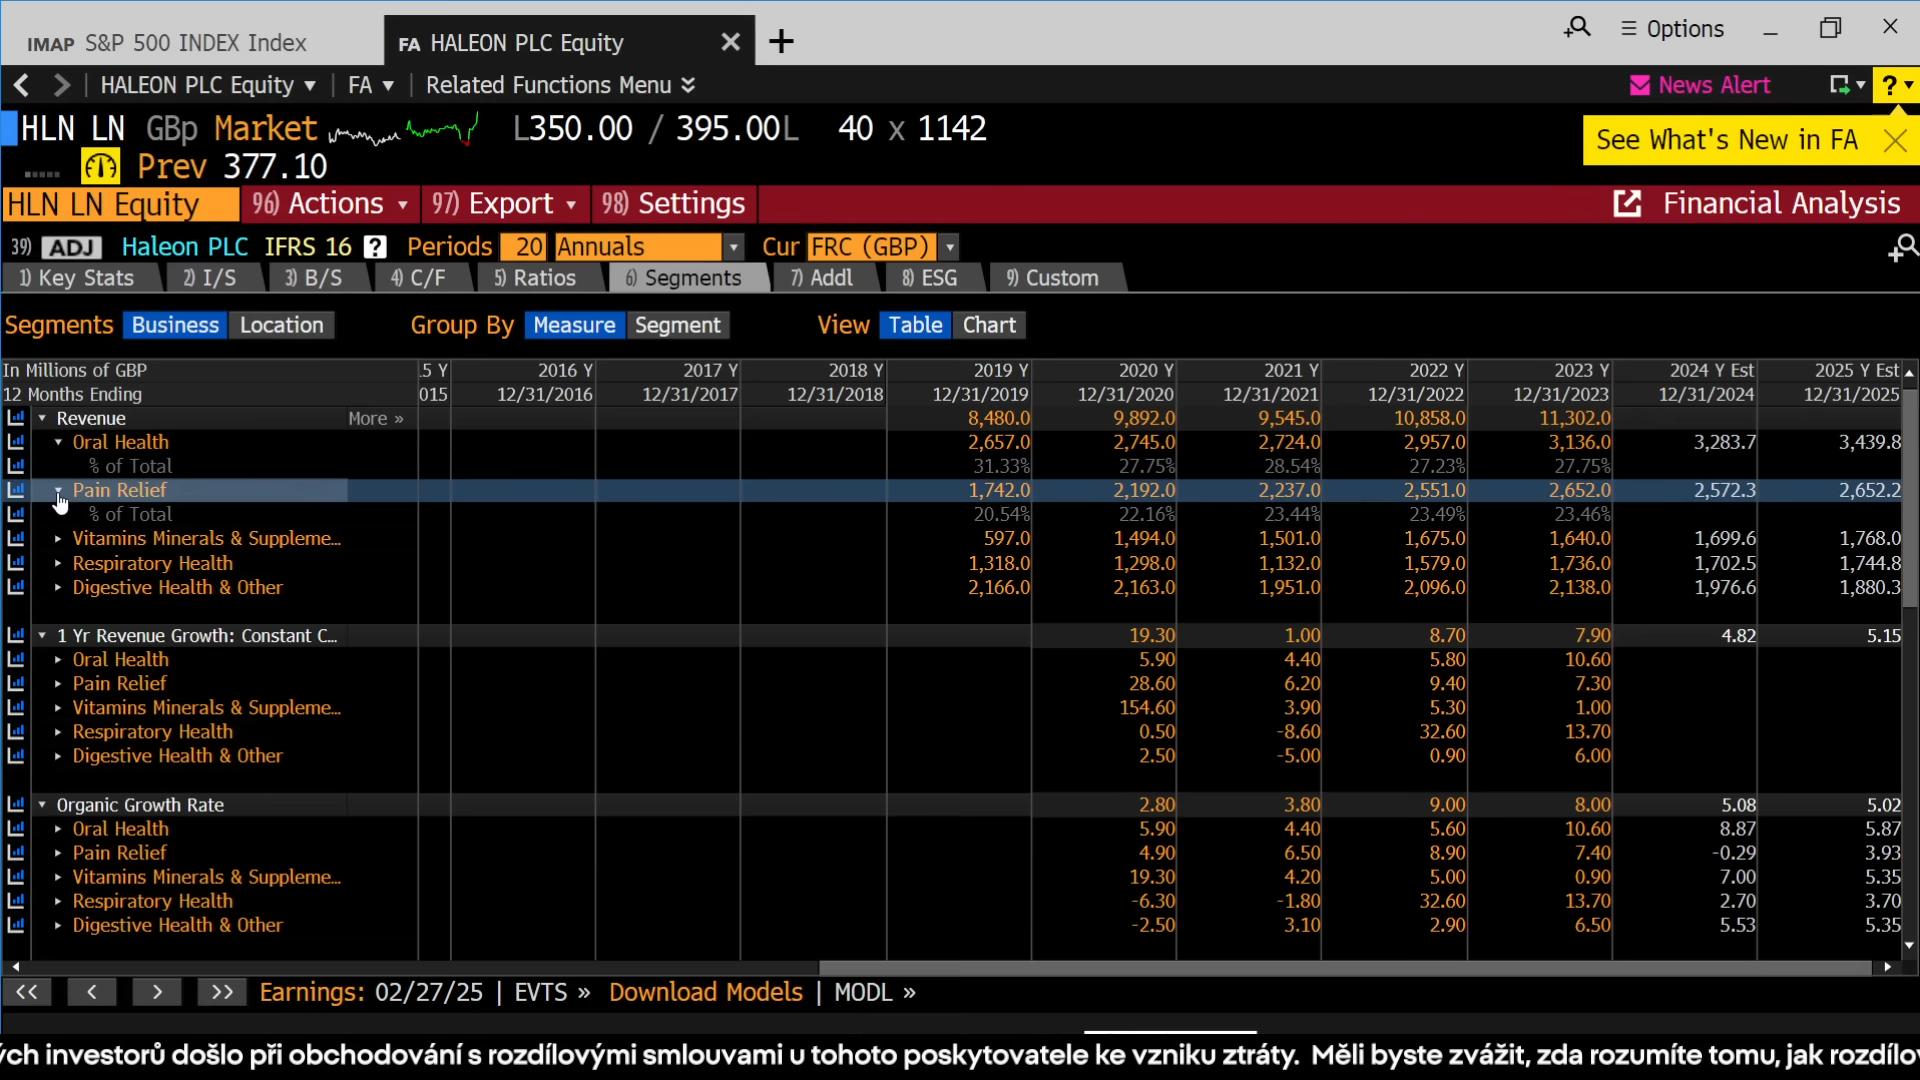 IMAP S&P 500 INDEX Index FA HALEON PLC Equity Options
HALEON PLC Equity FA Related Functions Menu News Alert ?
HLN LN GBp Market L350.00 / 395.00L 40 x 1142
Prev 377.10
See What's New in FA
HLN LN Equity 96) Actions 97) Export 98) Settings Financial Analysis
39) ADJ Haleon PLC IFRS 16 ? Periods 20 Annuals Cur FRC (GBP)
1) Key Stats 2) I/S 3) B/S 4) C/F 5) Ratios 6) Segments 7) Addl 8) ESG 9) Custom
Segments Business Location Group By Measure Segment View Table Chart
In Millions of GBP 5 Y 2016 Y 2017 Y 2018 Y 2019 Y 2020 Y 2021 Y 2022 Y 2023 Y 2024 Y Est 2025 Y Est
12 Months Ending 015 12/31/2016 12/31/2017 12/31/2018 12/31/2019 12/31/2020 12/31/2021 12/31/2022 12/31/2023 12/31/2024 12/31/2025
Revenue More » 8,480.0 9,892.0 9,545.0 10,858.0 11,302.0
Oral Health 2,657.0 2,745.0 2,724.0 2,957.0 3,136.0 3,283.7 3,439.8
% of Total 31.33% 27.75% 28.54% 27.23% 27.75%
Pain Relief 1,742.0 2,192.0 2,237.0 2,551.0 2,652.0 2,572.3 2,652.2
% of Total 20.54% 22.16% 23.44% 23.49% 23.46%
Vitamins Minerals & Suppleme... 597.0 1,494.0 1,501.0 1,675.0 1,640.0 1,699.6 1,768.0
Respiratory Health 1,318.0 1,298.0 1,132.0 1,579.0 1,736.0 1,702.5 1,744.8
Digestive Health & Other 2,166.0 2,163.0 1,951.0 2,096.0 2,138.0 1,976.6 1,880.3
1 Yr Revenue Growth: Constant C... 19.30 1.00 8.70 7.90 4.82 5.15
Oral Health 5.90 4.40 5.80 10.60
Pain Relief 28.60 6.20 9.40 7.30
Vitamins Minerals & Suppleme... 154.60 3.90 5.30 1.00
Respiratory Health 0.50 -8.60 32.60 13.70
Digestive Health & Other 2.50 -5.00 0.90 6.00
Organic Growth Rate 2.80 3.80 9.00 8.00 5.08 5.02
Oral Health 5.90 4.40 5.60 10.60 8.87 5.87
Pain Relief 4.90 6.50 8.90 7.40 -0.29 3.93
Vitamins Minerals & Suppleme... 19.30 4.20 5.00 0.90 7.00 5.35
Respiratory Health -6.30 -1.80 32.60 13.70 2.70 3.70
Digestive Health & Other -2.50 3.10 2.90 6.50 5.53 5.35
<< < > >> Earnings: 02/27/25 | EVTS » Download Models | MODL »
ých investorů došlo při obchodování s rozdílovými smlouvami u tohoto poskytovatele ke vzniku ztráty. Měli byste zvážit, zda rozumíte tomu, jak rozdílov